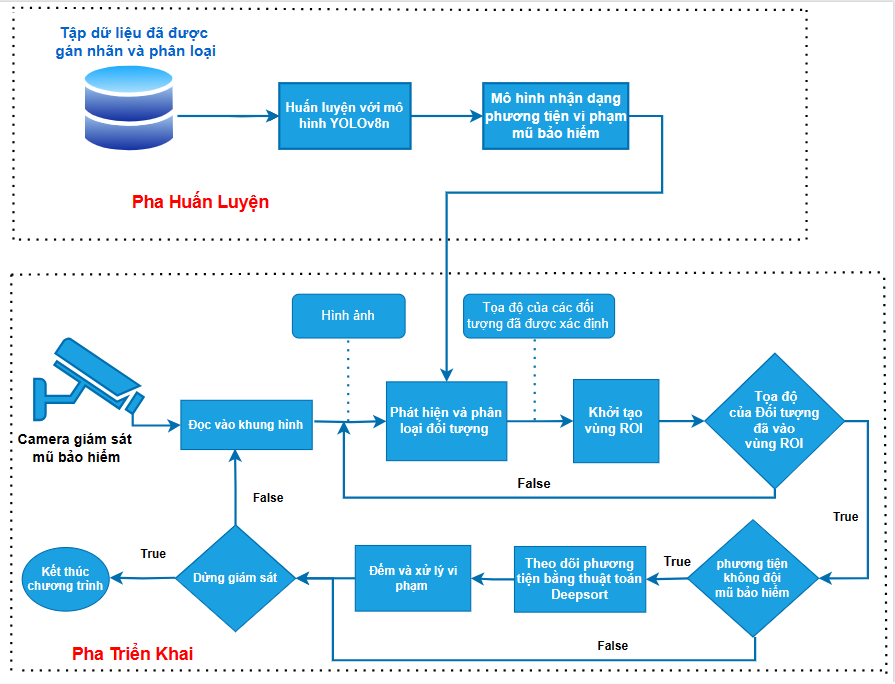 Tập dữ liệu đã được
gán nhãn và phân loại
Huấn luyện với mô
hình YOLOv8n
Mô hình nhận dạng
phương tiện vi phạm
mũ bảo hiểm
Pha Huấn Luyện
Hình ảnh
Tọa độ của các đối
tượng đã được xác định
Camera giám sát
mũ bảo hiểm
Đọc vào khung hình
Phát hiện và phân
loại đối tượng
Khởi tạo
vùng ROI
Tọa độ
của Đối tượng
đã vào
vùng ROI
False
True
False
True
Kết thúc
chương trình
Dừng giám sát
Đếm và xử lý vi
phạm
Theo dõi phương
tiện bằng thuật toán
Deepsort
True
phương tiện
không đội
mũ bảo hiểm
False
Pha Triển Khai